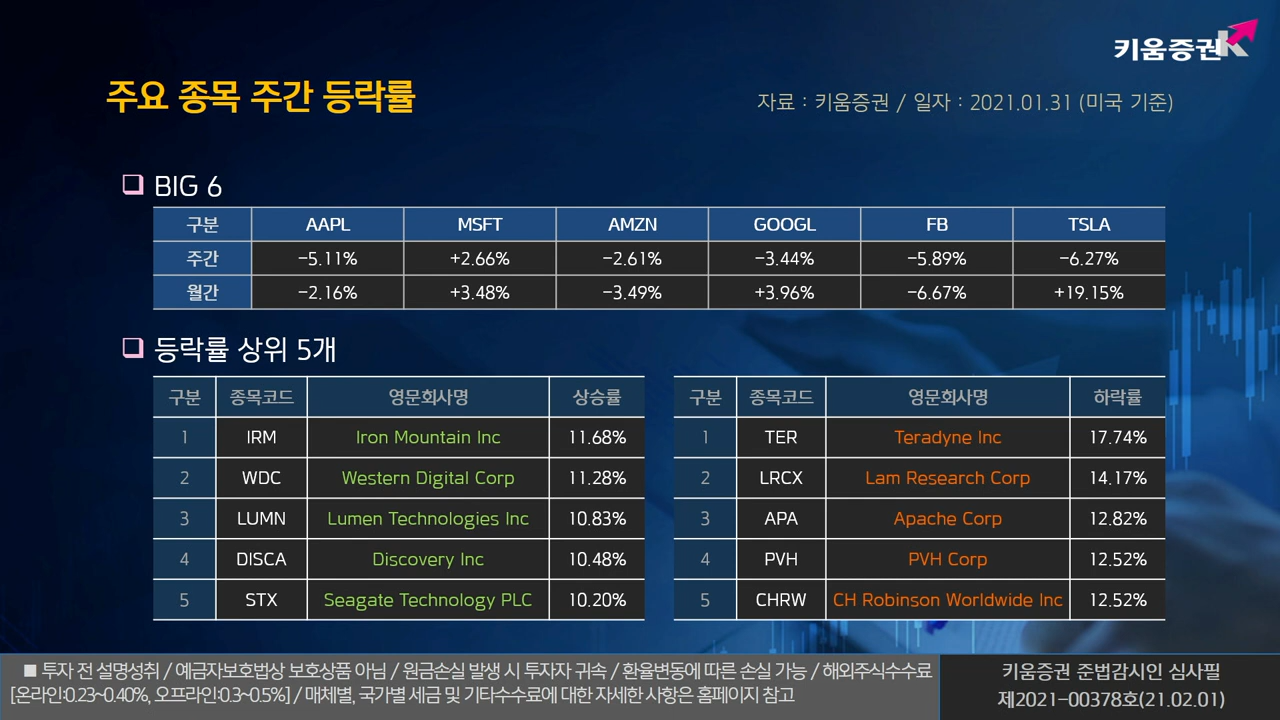 키움증권
주요 종목 주간 등락률
자료 : 키움증권 / 일자 : 2021.01.31 (미국 기준)
❑ BIG 6
구분 AAPL MSFT AMZN GOOGL FB TSLA
주간 -5.11% +2.66% -2.61% -3.44% -5.89% -6.27%
월간 -2.16% +3.48% -3.49% +3.96% -6.67% +19.15%
❑ 등락률 상위 5개
구분 종목코드 영문회사명 상승률
1 IRM Iron Mountain Inc 11.68%
2 WDC Western Digital Corp 11.28%
3 LUMN Lumen Technologies Inc 10.83%
4 DISCA Discovery Inc 10.48%
5 STX Seagate Technology PLC 10.20%
구분 종목코드 영문회사명 하락률
1 TER Teradyne Inc 17.74%
2 LRCX Lam Research Corp 14.17%
3 APA Apache Corp 12.82%
4 PVH PVH Corp 12.52%
5 CHRW CH Robinson Worldwide Inc 12.52%
■ 투자 전 설명성취 / 예금자보호법상 보호상품 아님 / 원금손실 발생 시 투자자 귀속 / 환율변동에 따른 손실 가능 / 해외주식수수료
[온라인:0.23~0.40%, 오프라인:0.3~0.5%] / 매체별, 국가별 세금 및 기타수수료에 대한 자세한 사항은 홈페이지 참고
키움증권 준법감시인 심사필
제2021-00378호(21.02.01)